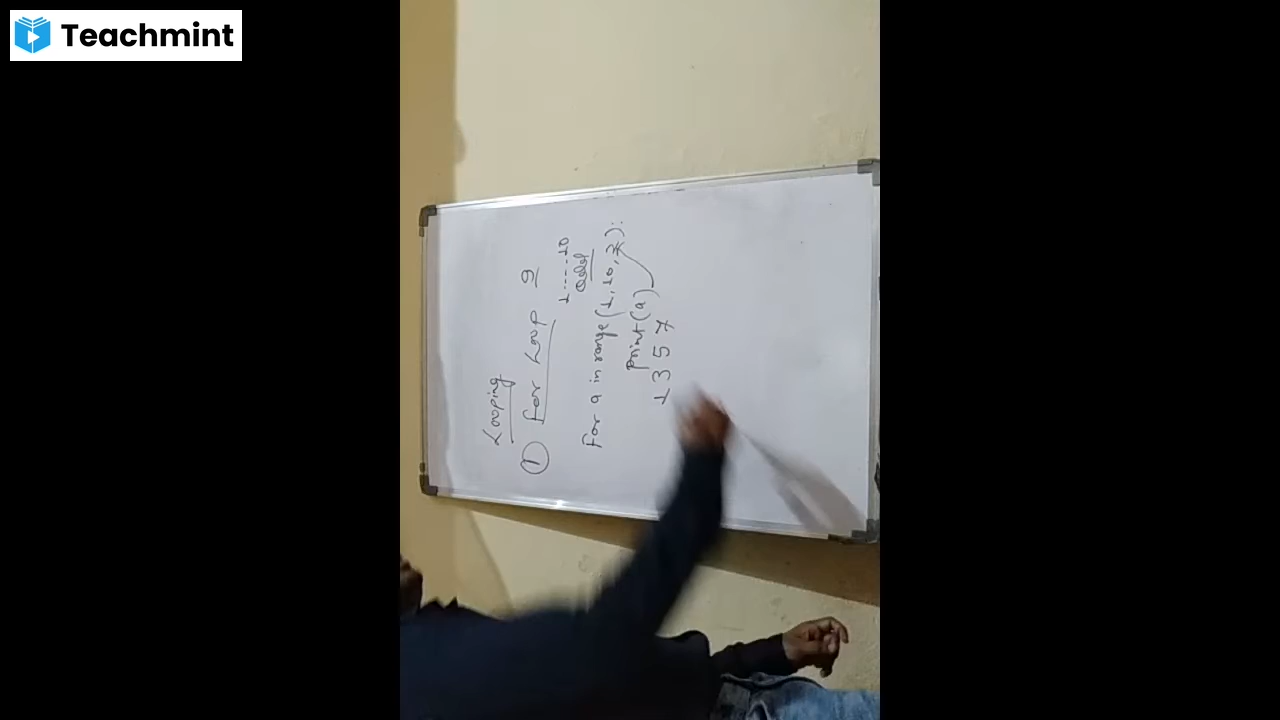 Teachmint
Looping
① for Loop 9
1-----10
Odd
for a in range(1,10,2):
print(a)
1 3 5 7